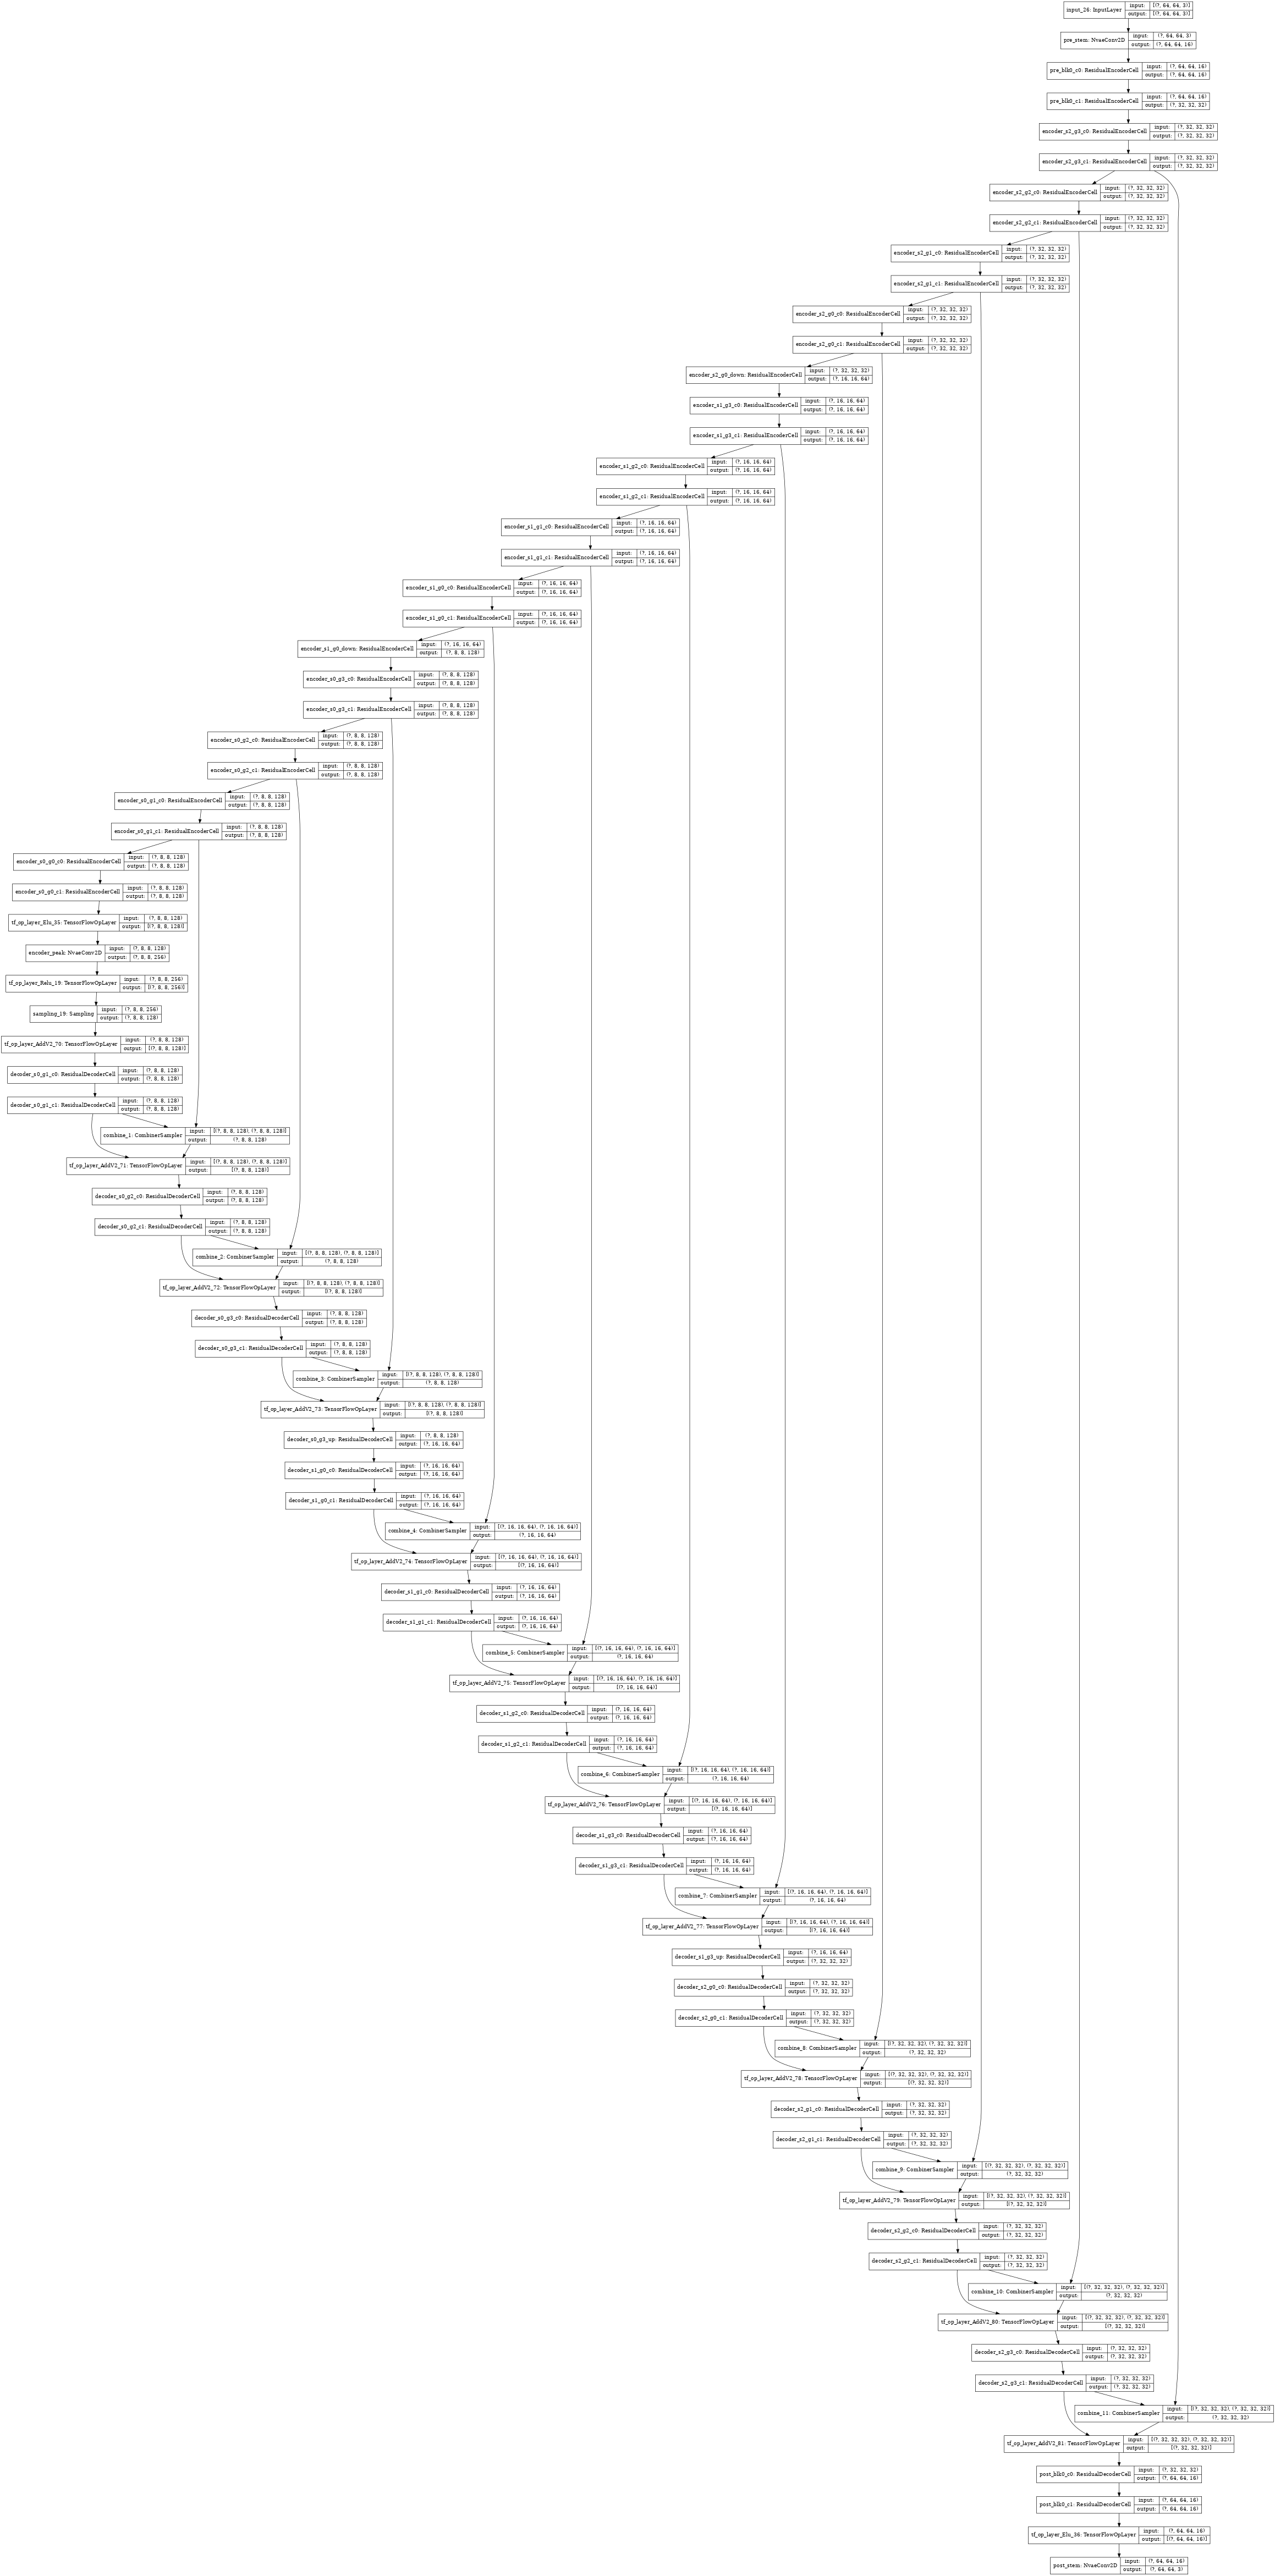 input_26: InputLayer
input: [(?, 64, 64, 3)]
output: [(?, 64, 64, 3)]
pre_stem: NvaeConv2D
input: (?, 64, 64, 3)
output: (?, 64, 64, 16)
pre_blk0_c0: ResidualEncoderCell
input: (?, 64, 64, 16)
output: (?, 64, 64, 16)
pre_blk0_c1: ResidualEncoderCell
input: (?, 64, 64, 16)
output: (?, 32, 32, 32)
encoder_s2_g3_c0: ResidualEncoderCell
input: (?, 32, 32, 32)
output: (?, 32, 32, 32)
encoder_s2_g3_c1: ResidualEncoderCell
input: (?, 32, 32, 32)
output: (?, 32, 32, 32)
encoder_s2_g2_c0: ResidualEncoderCell
input: (?, 32, 32, 32)
output: (?, 32, 32, 32)
encoder_s2_g2_c1: ResidualEncoderCell
input: (?, 32, 32, 32)
output: (?, 32, 32, 32)
encoder_s2_g1_c0: ResidualEncoderCell
input: (?, 32, 32, 32)
output: (?, 32, 32, 32)
encoder_s2_g1_c1: ResidualEncoderCell
input: (?, 32, 32, 32)
output: (?, 32, 32, 32)
encoder_s2_g0_c0: ResidualEncoderCell
input: (?, 32, 32, 32)
output: (?, 32, 32, 32)
encoder_s2_g0_c1: ResidualEncoderCell
input: (?, 32, 32, 32)
output: (?, 32, 32, 32)
encoder_s2_g0_down: ResidualEncoderCell
input: (?, 32, 32, 32)
output: (?, 16, 16, 64)
encoder_s1_g3_c0: ResidualEncoderCell
input: (?, 16, 16, 64)
output: (?, 16, 16, 64)
encoder_s1_g3_c1: ResidualEncoderCell
input: (?, 16, 16, 64)
output: (?, 16, 16, 64)
encoder_s1_g2_c0: ResidualEncoderCell
input: (?, 16, 16, 64)
output: (?, 16, 16, 64)
encoder_s1_g2_c1: ResidualEncoderCell
input: (?, 16, 16, 64)
output: (?, 16, 16, 64)
encoder_s1_g1_c0: ResidualEncoderCell
input: (?, 16, 16, 64)
output: (?, 16, 16, 64)
encoder_s1_g1_c1: ResidualEncoderCell
input: (?, 16, 16, 64)
output: (?, 16, 16, 64)
encoder_s1_g0_c0: ResidualEncoderCell
input: (?, 16, 16, 64)
output: (?, 16, 16, 64)
encoder_s1_g0_c1: ResidualEncoderCell
input: (?, 16, 16, 64)
output: (?, 16, 16, 64)
encoder_s1_g0_down: ResidualEncoderCell
input: (?, 16, 16, 64)
output: (?, 8, 8, 128)
encoder_s0_g3_c0: ResidualEncoderCell
input: (?, 8, 8, 128)
output: (?, 8, 8, 128)
encoder_s0_g3_c1: ResidualEncoderCell
input: (?, 8, 8, 128)
output: (?, 8, 8, 128)
encoder_s0_g2_c0: ResidualEncoderCell
input: (?, 8, 8, 128)
output: (?, 8, 8, 128)
encoder_s0_g2_c1: ResidualEncoderCell
input: (?, 8, 8, 128)
output: (?, 8, 8, 128)
encoder_s0_g1_c0: ResidualEncoderCell
input: (?, 8, 8, 128)
output: (?, 8, 8, 128)
encoder_s0_g1_c1: ResidualEncoderCell
input: (?, 8, 8, 128)
output: (?, 8, 8, 128)
encoder_s0_g0_c0: ResidualEncoderCell
input: (?, 8, 8, 128)
output: (?, 8, 8, 128)
encoder_s0_g0_c1: ResidualEncoderCell
input: (?, 8, 8, 128)
output: (?, 8, 8, 128)
tf_op_layer_Elu_35: TensorFlowOpLayer
input: (?, 8, 8, 128)
output: [(?, 8, 8, 128)]
encoder_peak: NvaeConv2D
input: (?, 8, 8, 128)
output: (?, 8, 8, 256)
tf_op_layer_Relu_19: TensorFlowOpLayer
input: (?, 8, 8, 256)
output: [(?, 8, 8, 256)]
sampling_19: Sampling
input: (?, 8, 8, 256)
output: (?, 8, 8, 128)
tf_op_layer_AddV2_70: TensorFlowOpLayer
input: (?, 8, 8, 128)
output: [(?, 8, 8, 128)]
decoder_s0_g1_c0: ResidualDecoderCell
input: (?, 8, 8, 128)
output: (?, 8, 8, 128)
decoder_s0_g1_c1: ResidualDecoderCell
input: (?, 8, 8, 128)
output: (?, 8, 8, 128)
combine_1: CombinerSampler
input: [(?, 8, 8, 128), (?, 8, 8, 128)]
output: (?, 8, 8, 128)
tf_op_layer_AddV2_71: TensorFlowOpLayer
input: [(?, 8, 8, 128), (?, 8, 8, 128)]
output: [(?, 8, 8, 128)]
decoder_s0_g2_c0: ResidualDecoderCell
input: (?, 8, 8, 128)
output: (?, 8, 8, 128)
decoder_s0_g2_c1: ResidualDecoderCell
input: (?, 8, 8, 128)
output: (?, 8, 8, 128)
combine_2: CombinerSampler
input: [(?, 8, 8, 128), (?, 8, 8, 128)]
output: (?, 8, 8, 128)
tf_op_layer_AddV2_72: TensorFlowOpLayer
input: [(?, 8, 8, 128), (?, 8, 8, 128)]
output: [(?, 8, 8, 128)]
decoder_s0_g3_c0: ResidualDecoderCell
input: (?, 8, 8, 128)
output: (?, 8, 8, 128)
decoder_s0_g3_c1: ResidualDecoderCell
input: (?, 8, 8, 128)
output: (?, 8, 8, 128)
combine_3: CombinerSampler
input: [(?, 8, 8, 128), (?, 8, 8, 128)]
output: (?, 8, 8, 128)
tf_op_layer_AddV2_73: TensorFlowOpLayer
input: [(?, 8, 8, 128), (?, 8, 8, 128)]
output: [(?, 8, 8, 128)]
decoder_s0_g3_up: ResidualDecoderCell
input: (?, 8, 8, 128)
output: (?, 16, 16, 64)
decoder_s1_g0_c0: ResidualDecoderCell
input: (?, 16, 16, 64)
output: (?, 16, 16, 64)
decoder_s1_g0_c1: ResidualDecoderCell
input: (?, 16, 16, 64)
output: (?, 16, 16, 64)
combine_4: CombinerSampler
input: [(?, 16, 16, 64), (?, 16, 16, 64)]
output: (?, 16, 16, 64)
tf_op_layer_AddV2_74: TensorFlowOpLayer
input: [(?, 16, 16, 64), (?, 16, 16, 64)]
output: [(?, 16, 16, 64)]
decoder_s1_g1_c0: ResidualDecoderCell
input: (?, 16, 16, 64)
output: (?, 16, 16, 64)
decoder_s1_g1_c1: ResidualDecoderCell
input: (?, 16, 16, 64)
output: (?, 16, 16, 64)
combine_5: CombinerSampler
input: [(?, 16, 16, 64), (?, 16, 16, 64)]
output: (?, 16, 16, 64)
tf_op_layer_AddV2_75: TensorFlowOpLayer
input: [(?, 16, 16, 64), (?, 16, 16, 64)]
output: [(?, 16, 16, 64)]
decoder_s1_g2_c0: ResidualDecoderCell
input: (?, 16, 16, 64)
output: (?, 16, 16, 64)
decoder_s1_g2_c1: ResidualDecoderCell
input: (?, 16, 16, 64)
output: (?, 16, 16, 64)
combine_6: CombinerSampler
input: [(?, 16, 16, 64), (?, 16, 16, 64)]
output: (?, 16, 16, 64)
tf_op_layer_AddV2_76: TensorFlowOpLayer
input: [(?, 16, 16, 64), (?, 16, 16, 64)]
output: [(?, 16, 16, 64)]
decoder_s1_g3_c0: ResidualDecoderCell
input: (?, 16, 16, 64)
output: (?, 16, 16, 64)
decoder_s1_g3_c1: ResidualDecoderCell
input: (?, 16, 16, 64)
output: (?, 16, 16, 64)
combine_7: CombinerSampler
input: [(?, 16, 16, 64), (?, 16, 16, 64)]
output: (?, 16, 16, 64)
tf_op_layer_AddV2_77: TensorFlowOpLayer
input: [(?, 16, 16, 64), (?, 16, 16, 64)]
output: [(?, 16, 16, 64)]
decoder_s1_g3_up: ResidualDecoderCell
input: (?, 16, 16, 64)
output: (?, 32, 32, 32)
decoder_s2_g0_c0: ResidualDecoderCell
input: (?, 32, 32, 32)
output: (?, 32, 32, 32)
decoder_s2_g0_c1: ResidualDecoderCell
input: (?, 32, 32, 32)
output: (?, 32, 32, 32)
combine_8: CombinerSampler
input: [(?, 32, 32, 32), (?, 32, 32, 32)]
output: (?, 32, 32, 32)
tf_op_layer_AddV2_78: TensorFlowOpLayer
input: [(?, 32, 32, 32), (?, 32, 32, 32)]
output: [(?, 32, 32, 32)]
decoder_s2_g1_c0: ResidualDecoderCell
input: (?, 32, 32, 32)
output: (?, 32, 32, 32)
decoder_s2_g1_c1: ResidualDecoderCell
input: (?, 32, 32, 32)
output: (?, 32, 32, 32)
combine_9: CombinerSampler
input: [(?, 32, 32, 32), (?, 32, 32, 32)]
output: (?, 32, 32, 32)
tf_op_layer_AddV2_79: TensorFlowOpLayer
input: [(?, 32, 32, 32), (?, 32, 32, 32)]
output: [(?, 32, 32, 32)]
decoder_s2_g2_c0: ResidualDecoderCell
input: (?, 32, 32, 32)
output: (?, 32, 32, 32)
decoder_s2_g2_c1: ResidualDecoderCell
input: (?, 32, 32, 32)
output: (?, 32, 32, 32)
combine_10: CombinerSampler
input: [(?, 32, 32, 32), (?, 32, 32, 32)]
output: (?, 32, 32, 32)
tf_op_layer_AddV2_80: TensorFlowOpLayer
input: [(?, 32, 32, 32), (?, 32, 32, 32)]
output: [(?, 32, 32, 32)]
decoder_s2_g3_c0: ResidualDecoderCell
input: (?, 32, 32, 32)
output: (?, 32, 32, 32)
decoder_s2_g3_c1: ResidualDecoderCell
input: (?, 32, 32, 32)
output: (?, 32, 32, 32)
combine_11: CombinerSampler
input: [(?, 32, 32, 32), (?, 32, 32, 32)]
output: (?, 32, 32, 32)
tf_op_layer_AddV2_81: TensorFlowOpLayer
input: [(?, 32, 32, 32), (?, 32, 32, 32)]
output: [(?, 32, 32, 32)]
post_blk0_c0: ResidualDecoderCell
input: (?, 32, 32, 32)
output: (?, 64, 64, 16)
post_blk0_c1: ResidualDecoderCell
input: (?, 64, 64, 16)
output: (?, 64, 64, 16)
tf_op_layer_Elu_36: TensorFlowOpLayer
input: (?, 64, 64, 16)
output: [(?, 64, 64, 16)]
post_stem: NvaeConv2D
input: (?, 64, 64, 16)
output: (?, 64, 64, 3)